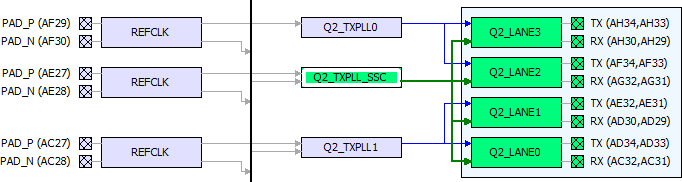 PAD_P (AF29)
PAD_N (AF30)
REFCLK
Q2_TXPLL0
Q2_LANE3
TX (AH34,AH33)
RX (AH30,AH29)
PAD_P (AE27)
PAD_N (AE28)
REFCLK
Q2_TXPLL_SSC
Q2_LANE2
TX (AF34,AF33)
RX (AG32,AG31)
Q2_LANE1
TX (AE32,AE31)
RX (AD30,AD29)
PAD_P (AC27)
PAD_N (AC28)
REFCLK
Q2_TXPLL1
Q2_LANE0
TX (AD34,AD33)
RX (AC32,AC31)